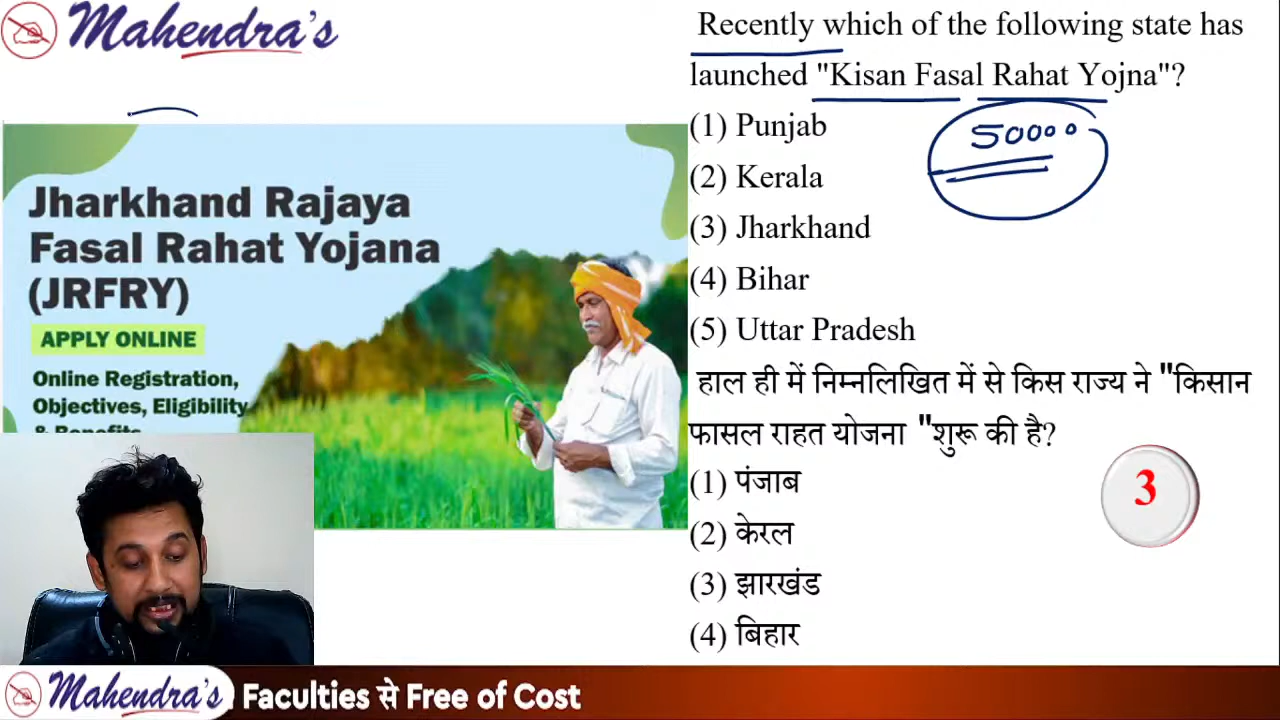 Mahendra's
Recently which of the following state has
launched "Kisan Fasal Rahat Yojna"?
(1) Punjab
50000
(2) Kerala
(3) Jharkhand
(4) Bihar
(5) Uttar Pradesh
हाल ही में निम्नलिखित में से किस राज्य ने "किसान
फासल राहत योजना "शुरू की है?
(1) पंजाब
(2) केरल
(3) झारखंड
(4) बिहार
3
Jharkhand Rajaya
Fasal Rahat Yojana
(JRFRY)
APPLY ONLINE
Online Registration,
Objectives, Eligibility
& Benefits
Mahendra's Faculties से Free of Cost